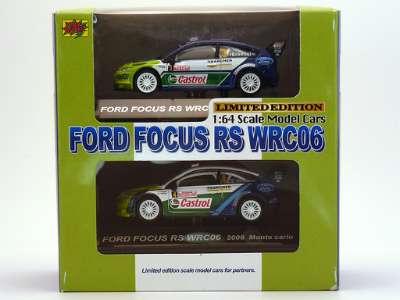 Castrol
FORD FOCUS RS WRC
LIMITED EDITION
1:64 Scale Model Cars
FORD FOCUS RS WRC06
Castrol
FORD FOCUS RS WRC06 2006 Monte carlo
Limited edition scale model cars for partners.